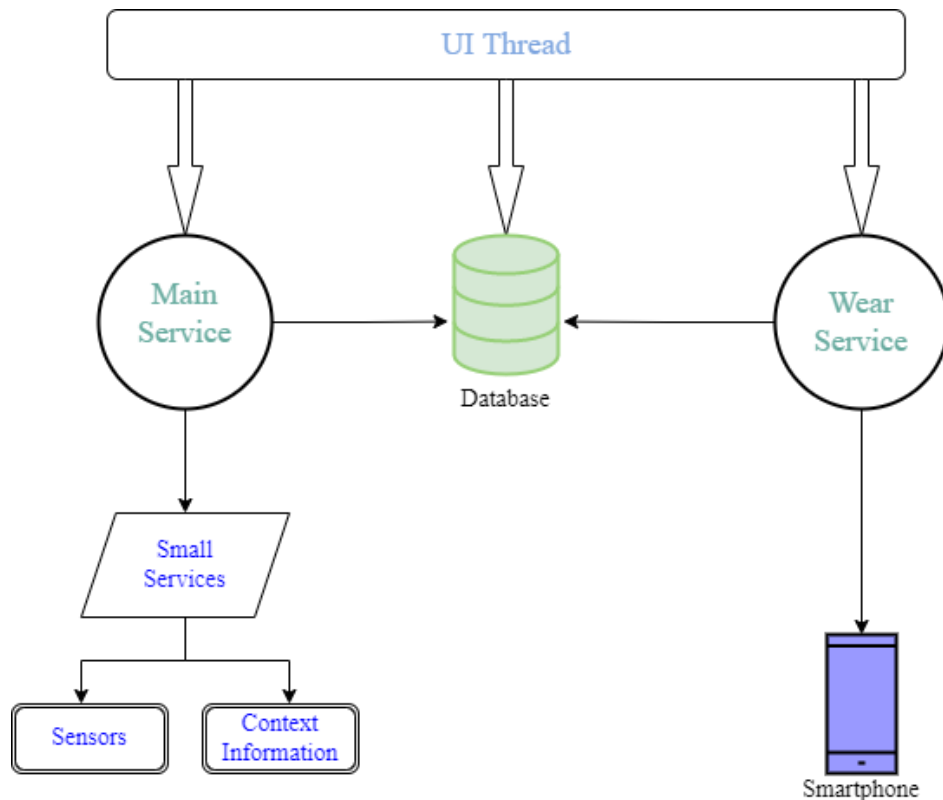 UI Thread
Main
Service
Wear
Service
Database
Small
Services
Sensors
Context
Information
Smartphone